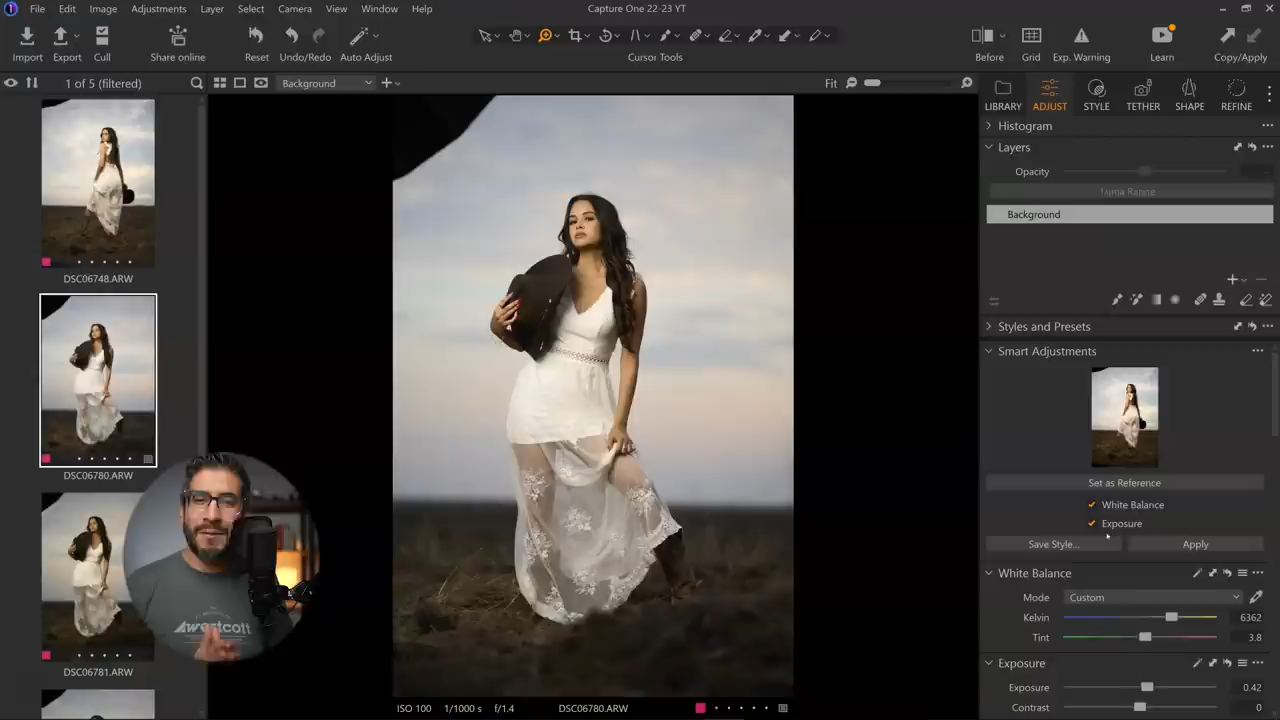 File Edit Image Adjustments Layer Select Camera View Window Help
Capture One 22-23 YT
Import Export Cull Share online Reset Undo/Redo Auto Adjust Cursor Tools Before Grid Exp. Warning Learn Copy/Apply
1 of 5 (filtered)
Background
Fit
LIBRARY ADJUST STYLE TETHER SHAPE REFINE
Histogram
Layers
Opacity
Luma Range
Background
Styles and Presets
Smart Adjustments
Set as Reference
White Balance
Exposure
Save Style... Apply
White Balance
Mode Custom
Kelvin 6362
Tint 3.8
Exposure
Exposure 0.42
Contrast 0
DSC06748.ARW
DSC06780.ARW
DSC06781.ARW
westcott
ISO 100 1/1000 s f/1.4 DSC06780.ARW